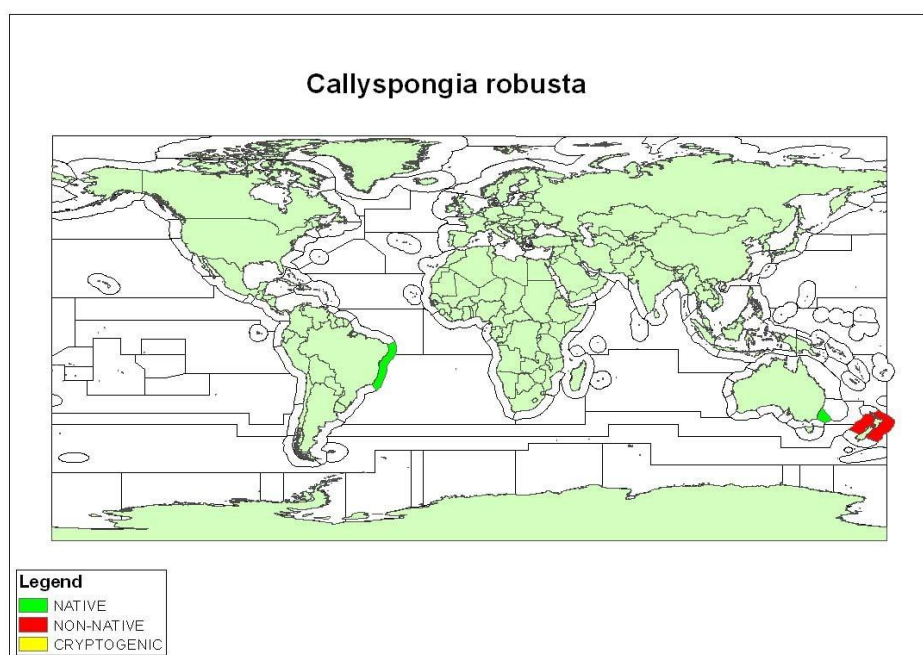 Callyspongia robusta
Legend
NATIVE
NON-NATIVE
CRYPTOGENIC